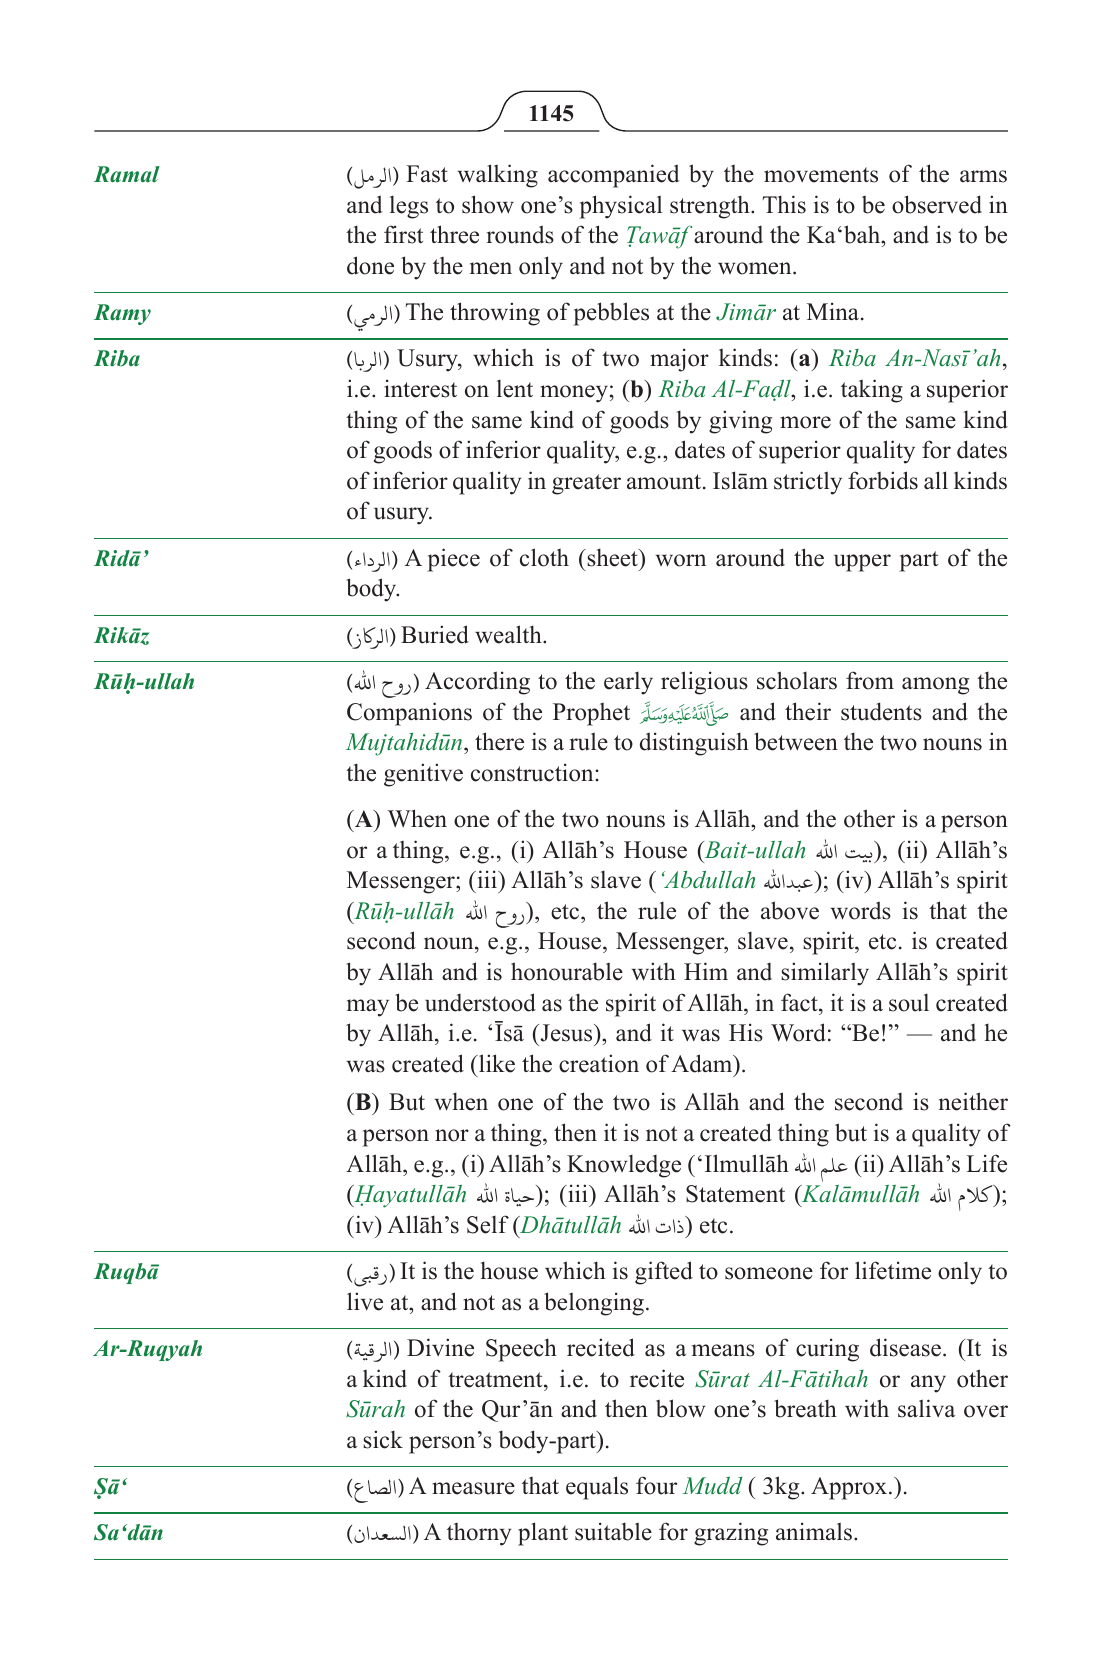 1145
Ramal (الرمل) Fast walking accompanied by the movements of the arms
and legs to show one’s physical strength. This is to be observed in
the first three rounds of the Ṭawāf around the Ka‘bah, and is to be
done by the men only and not by the women.
Ramy (الرمي) The throwing of pebbles at the Jimār at Mina.
Riba (الربا) Usury, which is of two major kinds: (a) Riba An-Nasī’ah,
i.e. interest on lent money; (b) Riba Al-Faḍl, i.e. taking a superior
thing of the same kind of goods by giving more of the same kind
of goods of inferior quality, e.g., dates of superior quality for dates
of inferior quality in greater amount. Islām strictly forbids all kinds
of usury.
Ridā’ (الرداء) A piece of cloth (sheet) worn around the upper part of the
body.
Rikāz (الركاز) Buried wealth.
Rūḥ-ullah (روح الله) According to the early religious scholars from among the
Companions of the Prophet صَلَّى اللَّهُ عَلَيْهِ وَسَلَّمَ and their students and the
Mujtahidūn, there is a rule to distinguish between the two nouns in
the genitive construction:
(A) When one of the two nouns is Allāh, and the other is a person
or a thing, e.g., (i) Allāh’s House (Bait-ullah بيت الله), (ii) Allāh’s
Messenger; (iii) Allāh’s slave (‘Abdullah عبدالله); (iv) Allāh’s spirit
(Rūḥ-ullāh روح الله), etc, the rule of the above words is that the
second noun, e.g., House, Messenger, slave, spirit, etc. is created
by Allāh and is honourable with Him and similarly Allāh’s spirit
may be understood as the spirit of Allāh, in fact, it is a soul created
by Allāh, i.e. ‘Īsā (Jesus), and it was His Word: “Be!” — and he
was created (like the creation of Adam).
(B) But when one of the two is Allāh and the second is neither
a person nor a thing, then it is not a created thing but is a quality of
Allāh, e.g., (i) Allāh’s Knowledge (‘Ilmullāh علم الله (ii) Allāh’s Life
(Ḥayatullāh حياة الله); (iii) Allāh’s Statement (Kalāmullāh كلام الله);
(iv) Allāh’s Self (Dhātullāh ذات الله) etc.
Ruqbā (رقبى) It is the house which is gifted to someone for lifetime only to
live at, and not as a belonging.
Ar-Ruqyah (الرقية) Divine Speech recited as a means of curing disease. (It is
a kind of treatment, i.e. to recite Sūrat Al-Fātihah or any other
Sūrah of the Qur’ān and then blow one’s breath with saliva over
a sick person’s body-part).
Ṣā‘ (الصاع) A measure that equals four Mudd ( 3kg. Approx.).
Sa‘dān (السعدان) A thorny plant suitable for grazing animals.